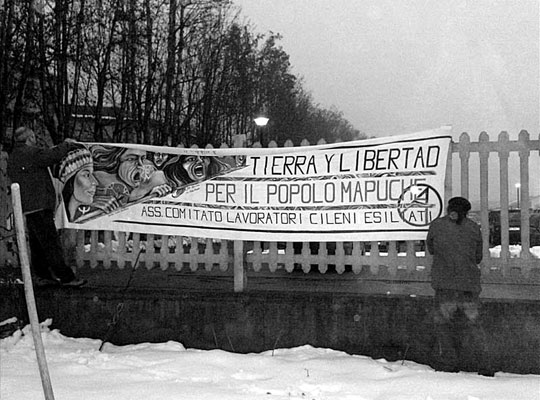 TIERRA Y LIBERTAD
PER IL POPOLO MAPUCHE
ASS. COMITATO LAVORATORI CILENI ESILIATI